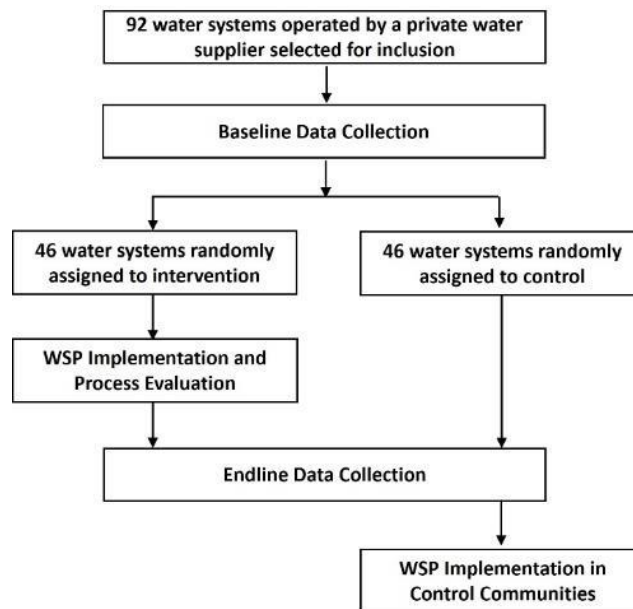 92 water systems operated by a private water
supplier selected for inclusion
Baseline Data Collection
46 water systems randomly
assigned to intervention
46 water systems randomly
assigned to control
WSP Implementation and
Process Evaluation
Endline Data Collection
WSP Implementation in
Control Communities